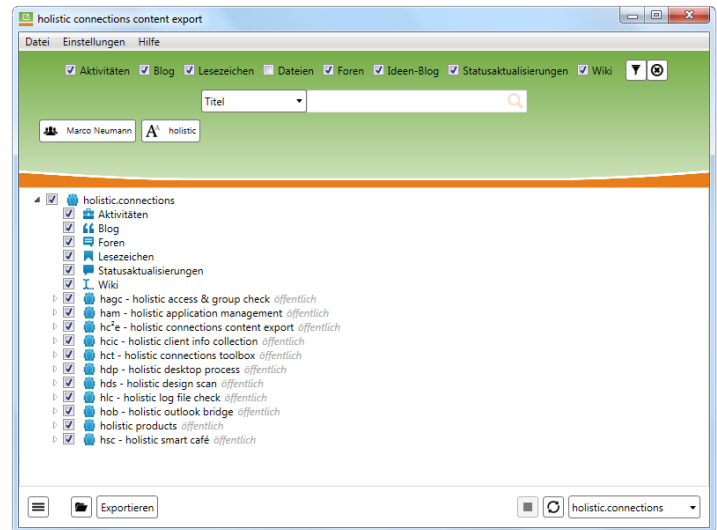 holistic connections content export
Datei Einstellungen Hilfe
Aktivitäten Blog Lesezeichen Dateien Foren Ideen-Blog Statusaktualisierungen Wiki
Titel
Marco Neumann holistic
holistic.connections
Aktivitäten
Blog
Foren
Lesezeichen
Statusaktualisierungen
Wiki
hagc - holistic access & group check öffentlich
ham - holistic application management öffentlich
hc²e - holistic connections content export öffentlich
hcic - holistic client info collection öffentlich
hct - holistic connections toolbox öffentlich
hdp - holistic desktop process öffentlich
hds - holistic design scan öffentlich
hlc - holistic log file check öffentlich
hob - holistic outlook bridge öffentlich
holistic products öffentlich
hsc - holistic smart café öffentlich
Exportieren holistic.connections